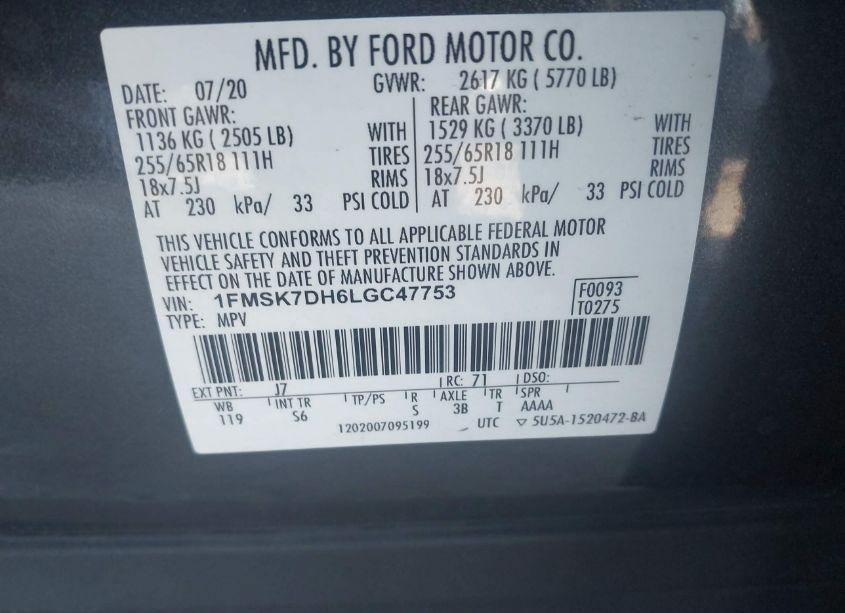 MFD. BY FORD MOTOR CO.
DATE: 07/20 GVWR: 2617 KG ( 5770 LB)
FRONT GAWR: REAR GAWR:
1136 KG ( 2505 LB) WITH 1529 KG ( 3370 LB) WITH
255/65R18 111H TIRES 255/65R18 111H TIRES
18x7.5J RIMS 18x7.5J RIMS
AT 230 kPa/ 33 PSI COLD AT 230 kPa/ 33 PSI COLD
THIS VEHICLE CONFORMS TO ALL APPLICABLE FEDERAL MOTOR
VEHICLE SAFETY AND THEFT PREVENTION STANDARDS IN
EFFECT ON THE DATE OF MANUFACTURE SHOWN ABOVE.
VIN: 1FMSK7DH6LGC47753 F0093
TYPE: MPV T0275
EXT PNT: J7 RC: 71 DSO:
WB INT TR TP/PS R AXLE TR SPR
119 S6 S 3B T AAAA
1202007095199 UTC ▽ 5U5A-1520472-BA